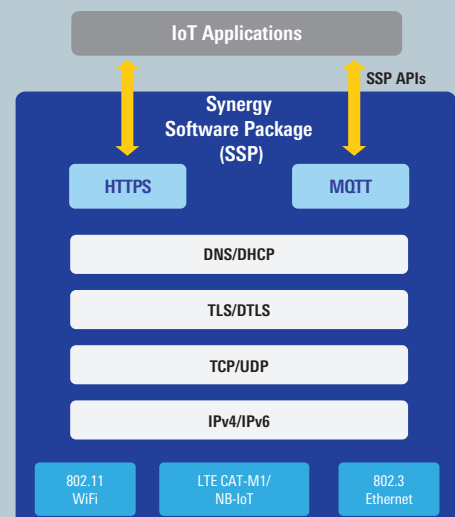 IoT Applications
SSP APIs
Synergy
Software Package
(SSP)
HTTPS
MQTT
DNS/DHCP
TLS/DTLS
TCP/UDP
IPv4/IPv6
802.11
WiFi
LTE CAT-M1/
NB-IoT
802.3
Ethernet